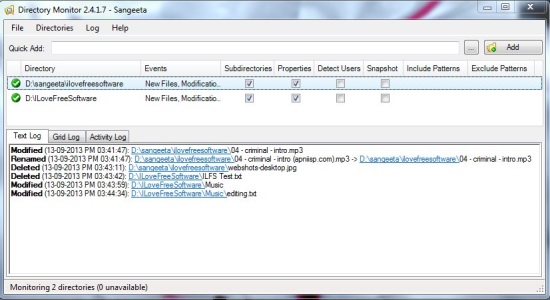 Directory Monitor 2.4.1.7 - Sangeeta
File Directories Log Help
Quick Add: ... Add
Directory Events Subdirectories Properties Detect Users Snapshot Include Patterns Exclude Patterns
D:\sangeeta\ilovefreesoftware New Files, Modificatio...
D:\ILoveFreeSoftware New Files, Modificatio...
Text Log Grid Log Activity Log
Modified (13-09-2013 PM 03:41:47): D:\sangeeta\ilovefreesoftware\04 - criminal - intro.mp3
Renamed (13-09-2013 PM 03:41:47): D:\sangeeta\ilovefreesoftware\04 - criminal - intro (apniisp.com).mp3 -> D:\sangeeta\ilovefreesoftware\04 - criminal - intro.mp3
Deleted (13-09-2013 PM 03:43:11): D:\sangeeta\ilovefreesoftware\webshots-desktop.jpg
Deleted (13-09-2013 PM 03:43:42): D:\ILoveFreeSoftware\ILFS Test.txt
Modified (13-09-2013 PM 03:43:59): D:\ILoveFreeSoftware\Music
Modified (13-09-2013 PM 03:44:34): D:\ILoveFreeSoftware\Music\editing.txt
Monitoring 2 directories (0 unavailable)